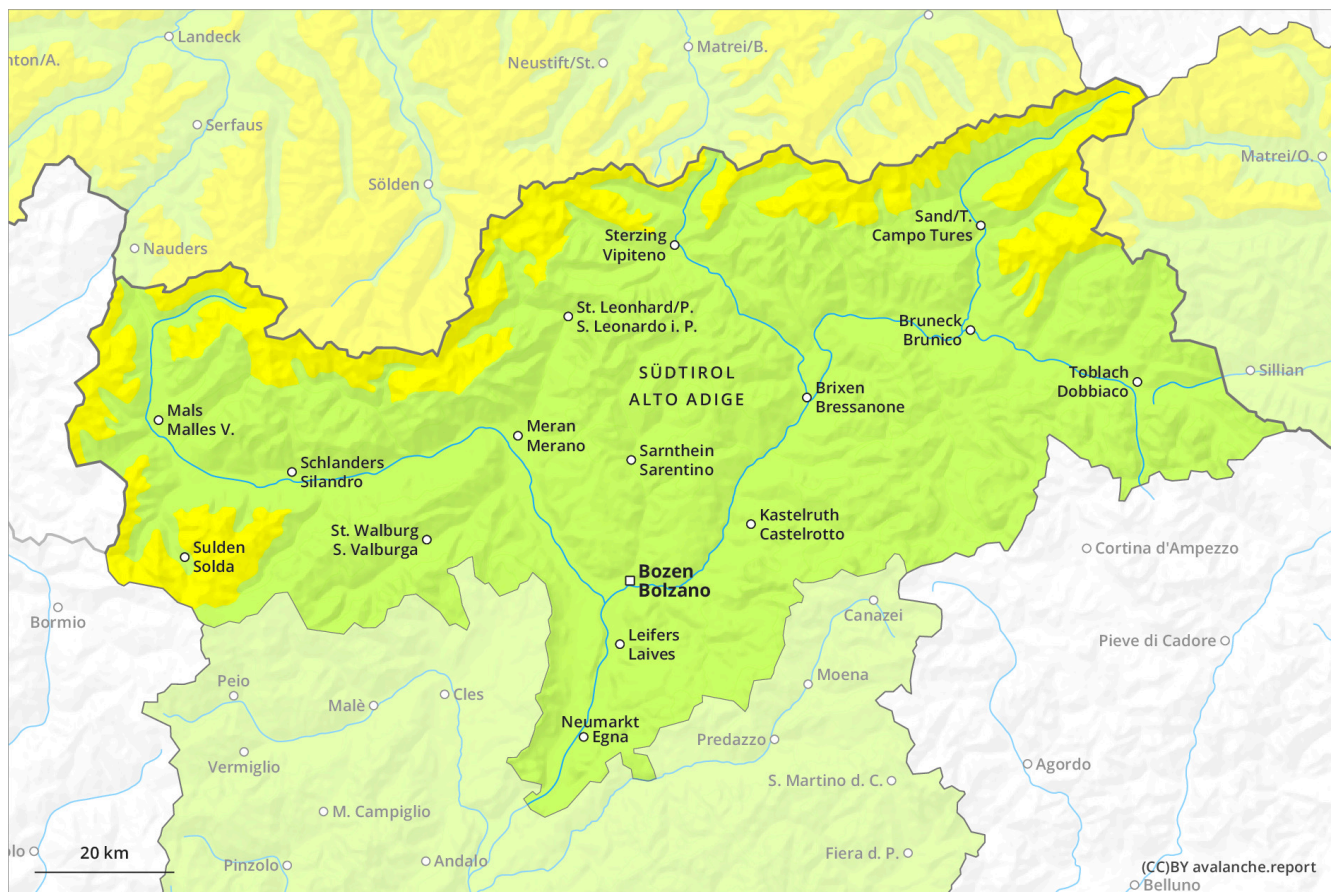 Landeck
Matrei/B.
nton/A.
Neustift/St.
Serfaus
Matrei/O.
Sölden
Sand/T.
Campo Tures
Sterzing
Vipiteno
Nauders
St. Leonhard/P.
S. Leonardo i. P.
Bruneck
Brunico
SÜDTIROL
ALTO ADIGE
Toblach
Dobbiaco
Sillian
Brixen
Bressanone
Mals
Malles V.
Meran
Merano
Sarnthein
Sarentino
Schlanders
Silandro
Kastelruth
Castelrotto
St. Walburg
S. Valburga
Sulden
Solda
Cortina d'Ampezzo
Bozen
Bolzano
Bormio
Canazei
Leifers
Laives
Pieve di Cadore
Moena
Peio
Cles
Malè
Neumarkt
Egna
Predazzo
Vermiglio
Agordo
S. Martino d. C.
M. Campiglio
lo
20 km
Pinzolo
Andalo
Fiera d. P.
(CC)BY avalanche.report
Belluno